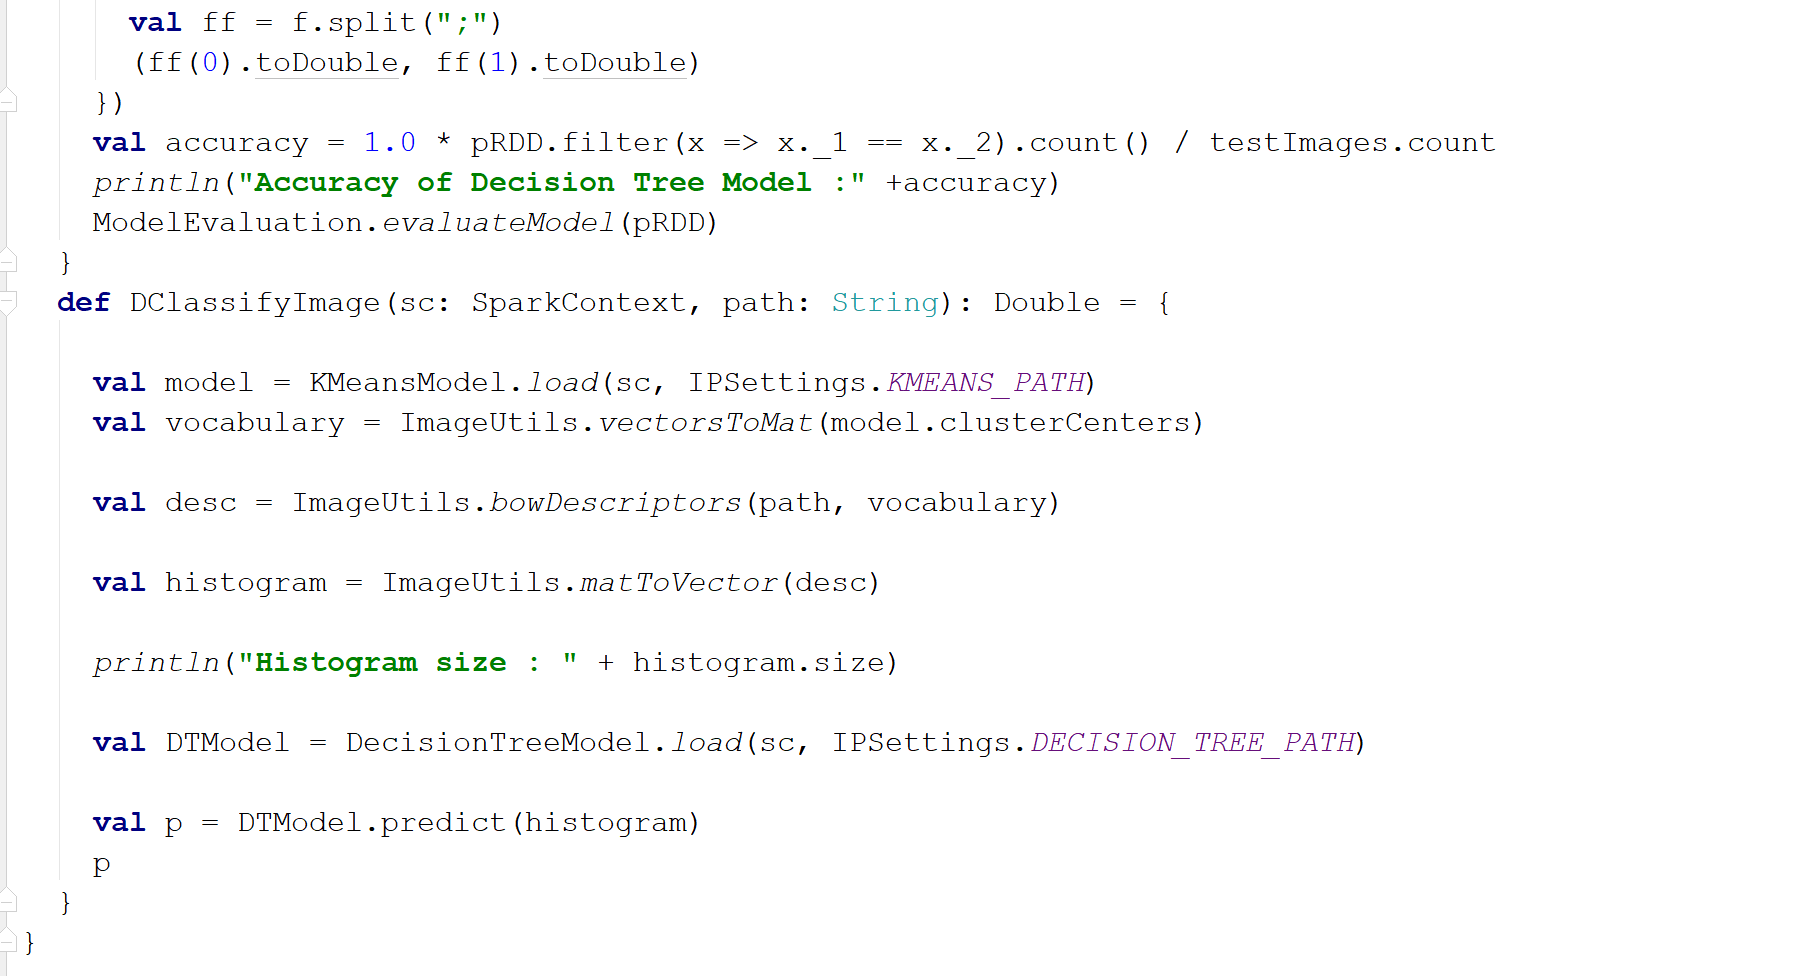 val ff = f.split(";")
(ff(0).toDouble, ff(1).toDouble)
})
val accuracy = 1.0 * pRDD.filter(x => x._1 == x._2).count() / testImages.count
println("Accuracy of Decision Tree Model :" +accuracy)
ModelEvaluation.evaluateModel(pRDD)
}
def DClassifyImage(sc: SparkContext, path: String): Double = {
val model = KMeansModel.load(sc, IPSettings.KMEANS_PATH)
val vocabulary = ImageUtils.vectorsToMat(model.clusterCenters)
val desc = ImageUtils.bowDescriptors(path, vocabulary)
val histogram = ImageUtils.matToVector(desc)
println("Histogram size : " + histogram.size)
val DTModel = DecisionTreeModel.load(sc, IPSettings.DECISION_TREE_PATH)
val p = DTModel.predict(histogram)
p
}
}